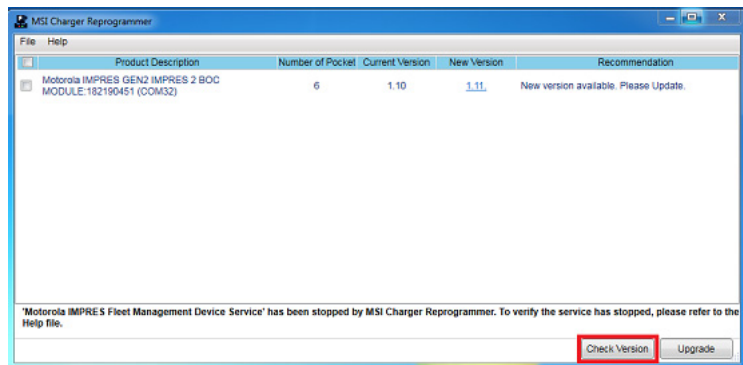 MSI Charger Reprogrammer
File Help
Product Description Number of Pocket Current Version New Version Recommendation
Motorola IMPRES GEN2 IMPRES 2 BOC
MODULE:182190451 (COM32) 6 1.10 1.11. New version available. Please Update.
'Motorola IMPRES Fleet Management Device Service' has been stopped by MSI Charger Reprogrammer. To verify the service has stopped, please refer to the
Help file.
Check Version Upgrade